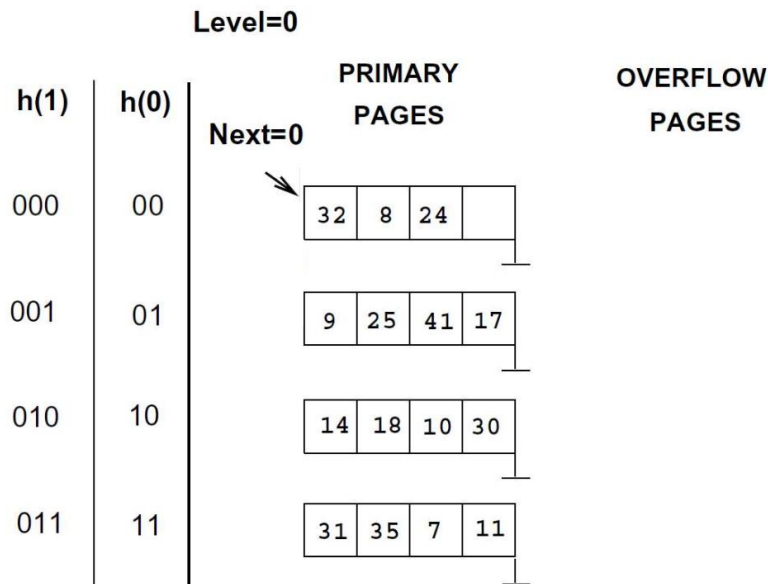 Level=0
PRIMARY PAGES
OVERFLOW PAGES
h(1) h(0)
Next=0
000 00 32 8 24
001 01 9 25 41 17
010 10 14 18 10 30
011 11 31 35 7 11